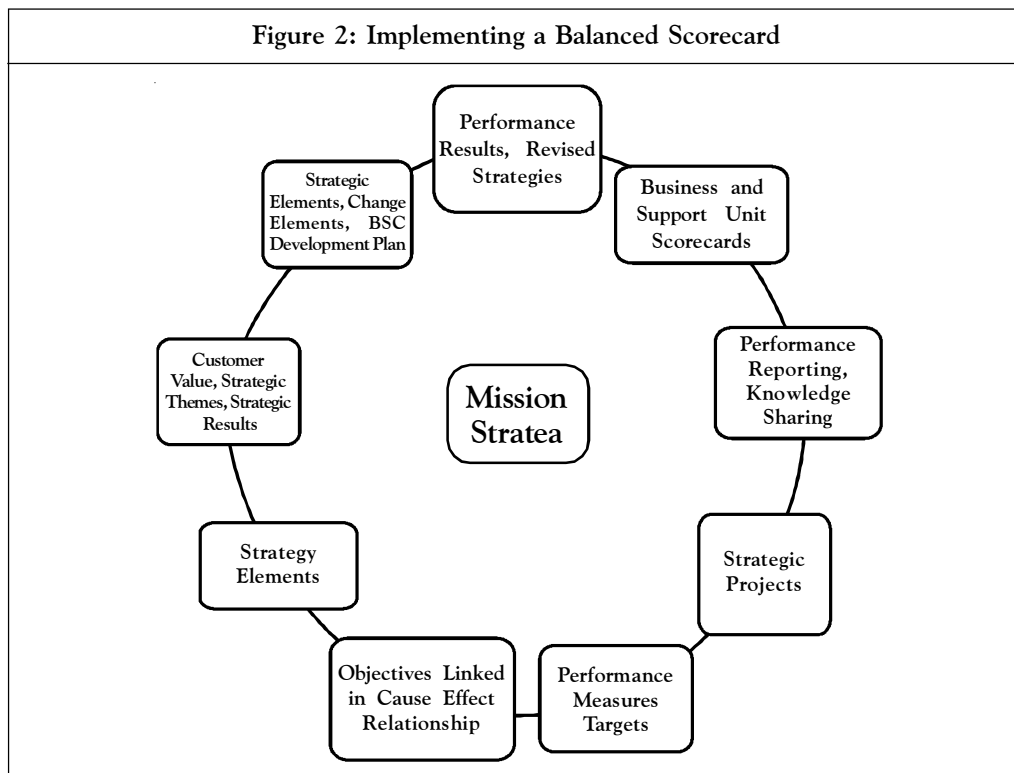 Figure 2: Implementing a Balanced Scorecard
Performance
Results, Revised
Strategies
Strategic
Elements, Change
Elements, BSC
Development Plan
Business and
Support Unit
Scorecards
Customer
Value, Strategic
Themes, Strategic
Results
Mission
Stratea
Performance
Reporting,
Knowledge
Sharing
Strategy
Elements
Strategic
Projects
Objectives Linked
in Cause Effect
Relationship
Performance
Measures
Targets